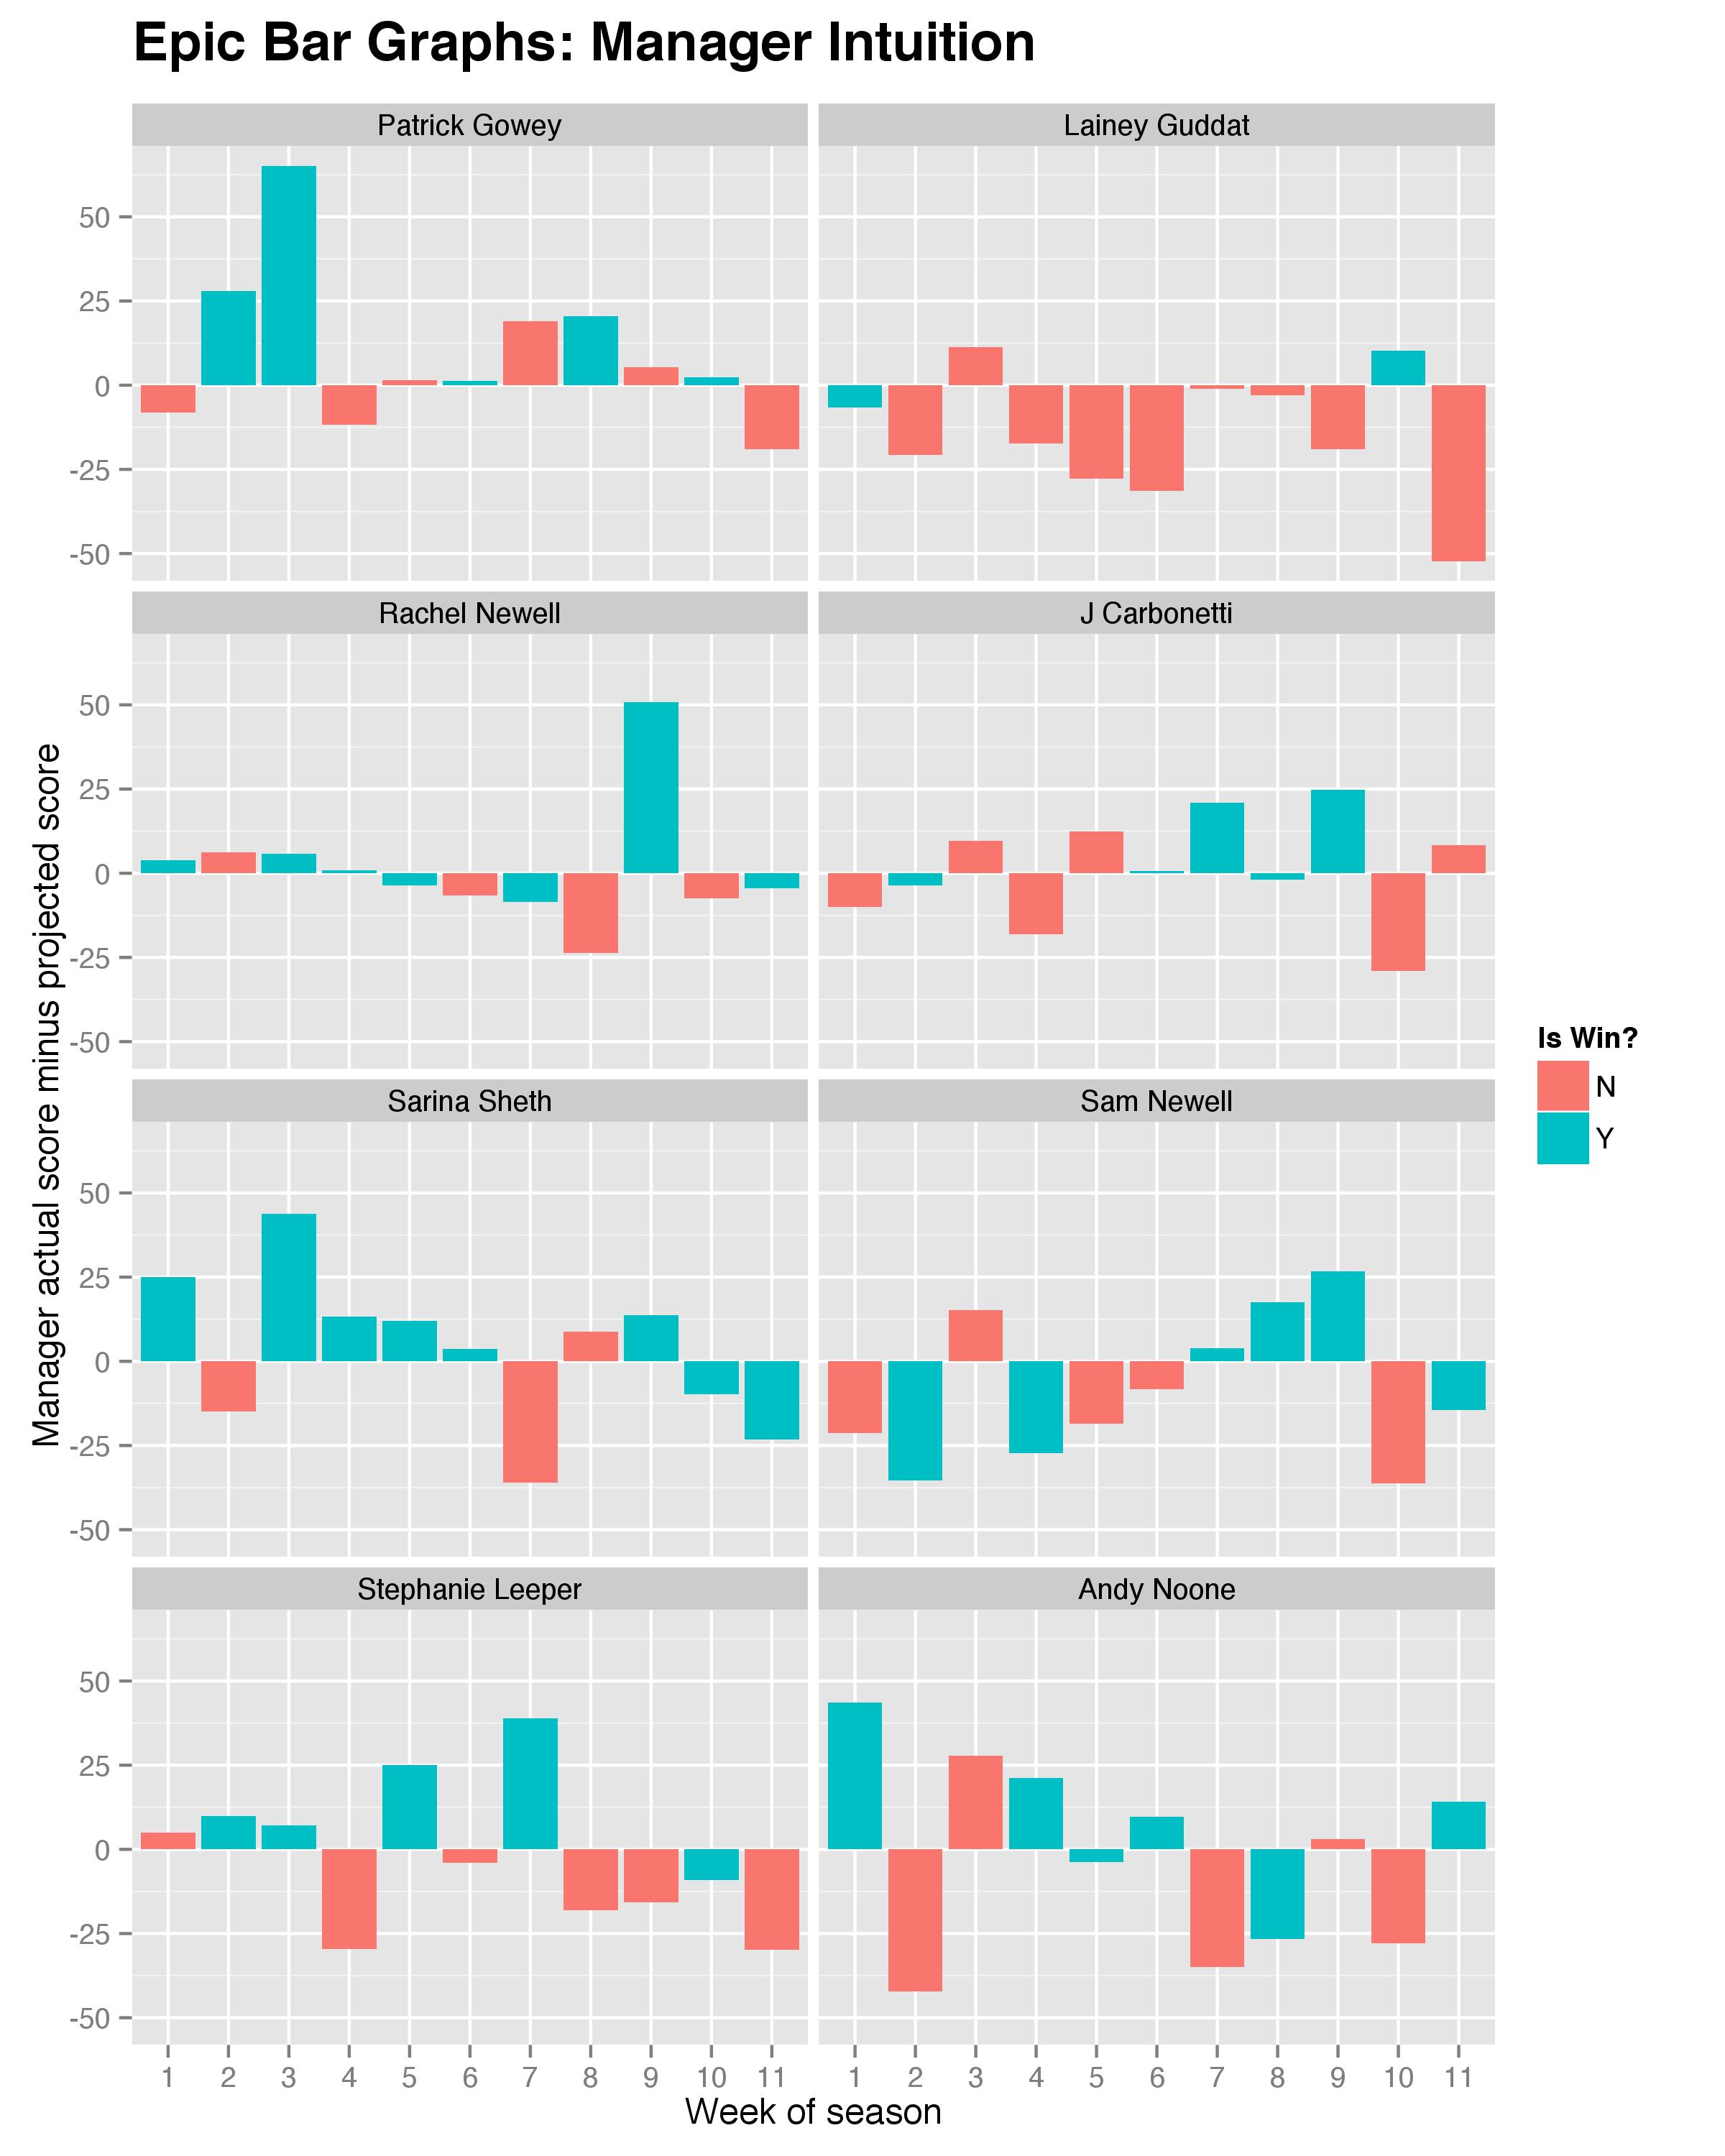 Epic Bar Graphs: Manager Intuition
Patrick Gowey
Lainey Guddat
50
25
0
-25
-50
Rachel Newell
J Carbonetti
50
25
0
-25
-50
Sarina Sheth
Sam Newell
50
25
0
-25
-50
Stephanie Leeper
Andy Noone
50
25
0
-25
-50
1 2 3 4 5 6 7 8 9 10 11
1 2 3 4 5 6 7 8 9 10 11
Week of season
Manager actual score minus projected score
Is Win?
N
Y